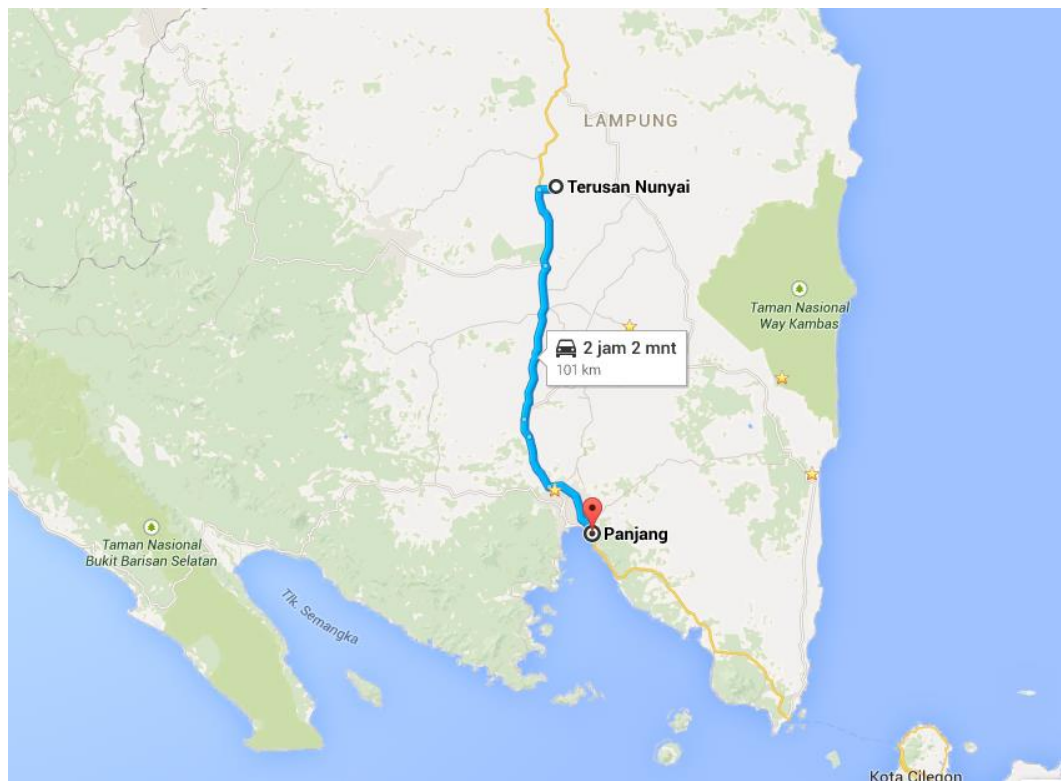 LAMPUNG
Terusan Nunyai
Taman Nasional
Way Kambas
2 jam 2 mnt
101 km
Panjang
Taman Nasional
Bukit Barisan Selatan
Tlk. Semangka
Kota Cilegon